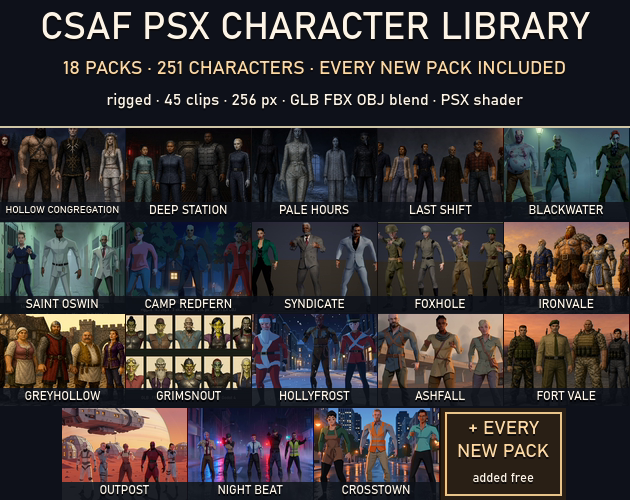 CSAF PSX CHARACTER LIBRARY
18 PACKS · 251 CHARACTERS · EVERY NEW PACK INCLUDED
rigged · 45 clips · 256 px · GLB FBX OBJ blend · PSX shader
HOLLOW CONGREGATION
DEEP STATION
PALE HOURS
LAST SHIFT
BLACKWATER
SAINT OSWIN
CAMP REDFERN
SYNDICATE
FOXHOLE
IRONVALE
GREYHOLLOW
GRIMSNOUT
HOLLYFROST
ASHFALL
FORT VALE
OUTPOST
NIGHT BEAT
CROSSTOWN
+ EVERY
NEW PACK
added free